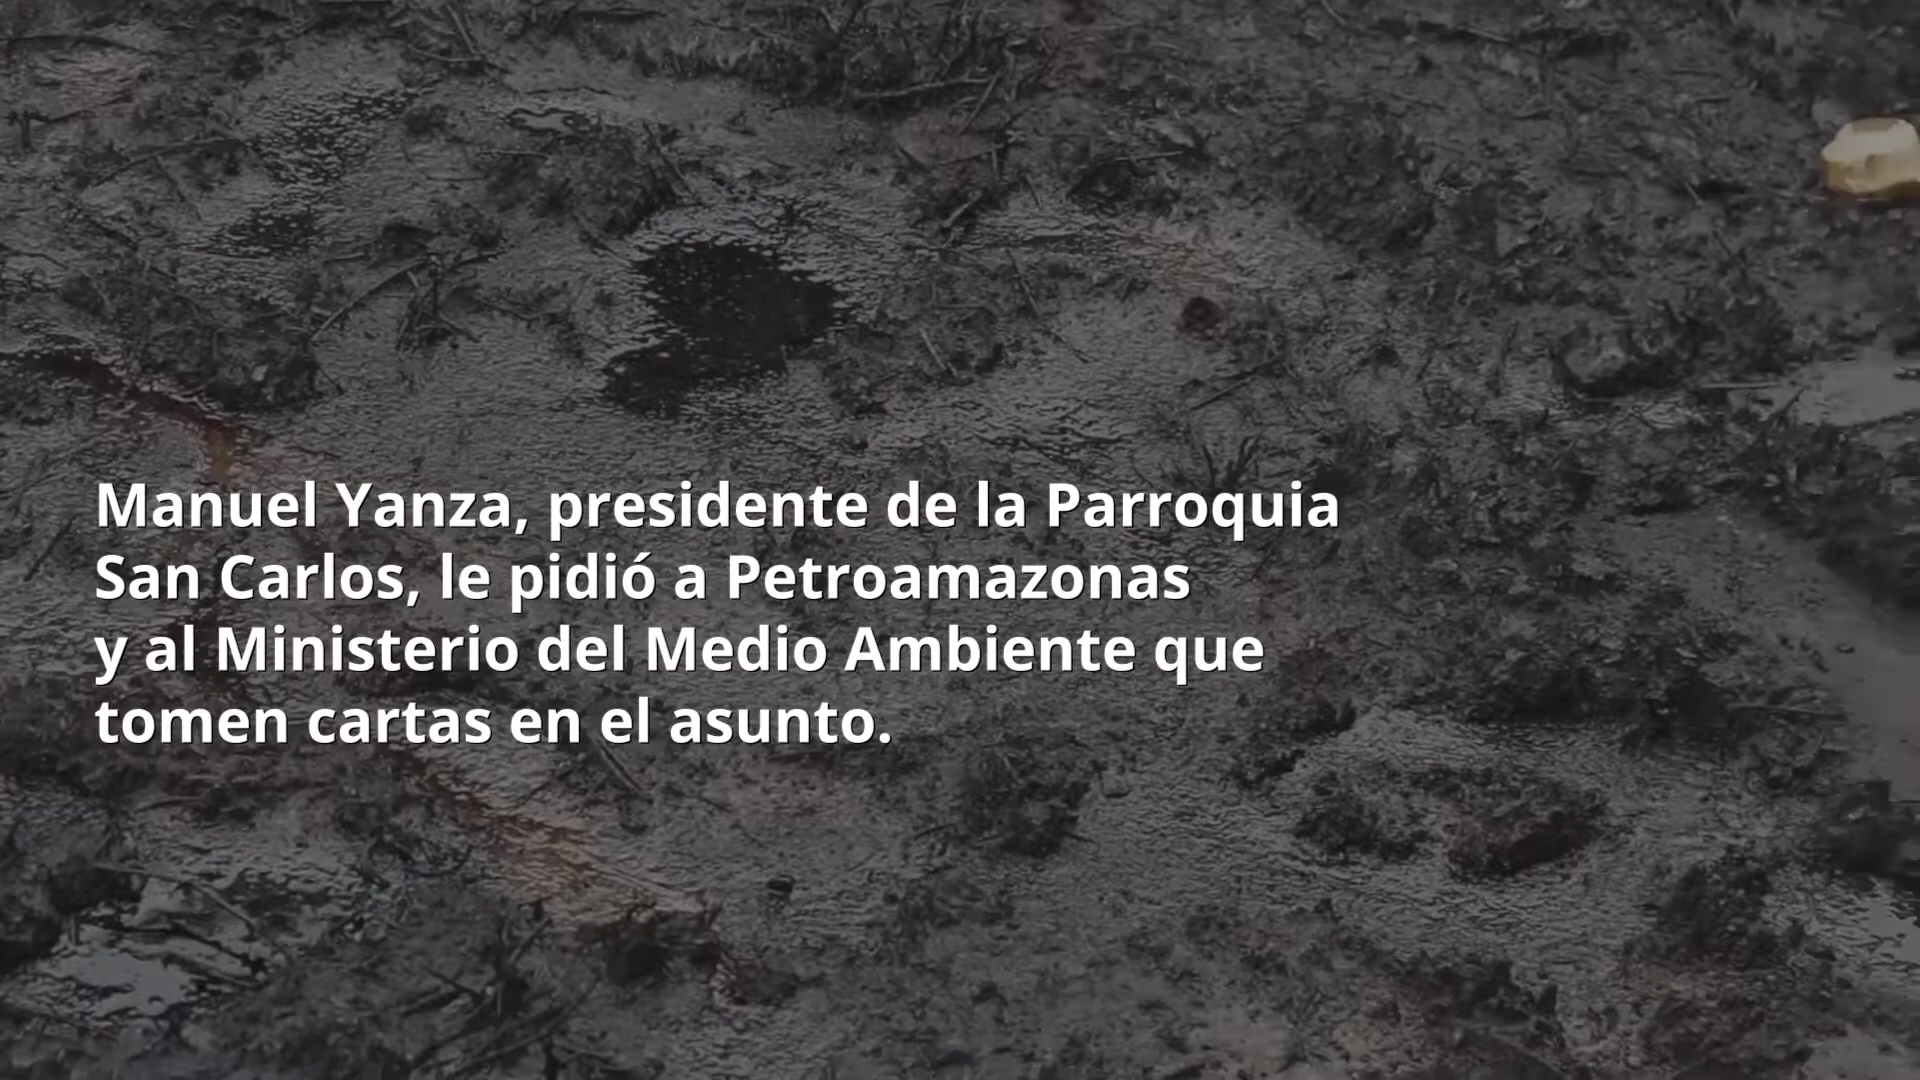 Manuel Yanza, presidente de la Parroquia
San Carlos, le pidió a Petroamazonas
y al Ministerio del Medio Ambiente que
tomen cartas en el asunto.